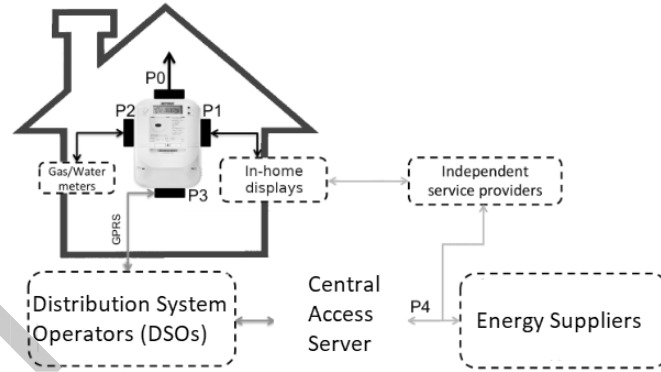 P0
P2
P1
Gas/Water
meters
P3
In-home
displays
Independent
service providers
GPRS
Distribution System
Operators (DSOs)
Central
Access
Server
P4
Energy Suppliers